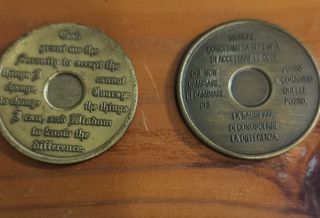 God
grant me the
Serenity to accept the
things I
cannot
change,
Courage
to change
the things
I can, and Wisdom
to know the
difference.
SIGNORE,
CONCEDIMI LA SERENITÀ
DI ACCETTARE LE COSE
CHE NON
POSSO
CAMBIARE,
IL CORAGGIO
DI CAMBIARE
QUELLE
CHE
POSSO,
LA SAGGEZZA
DI CONOSCERNE
LA DIFFERENZA.